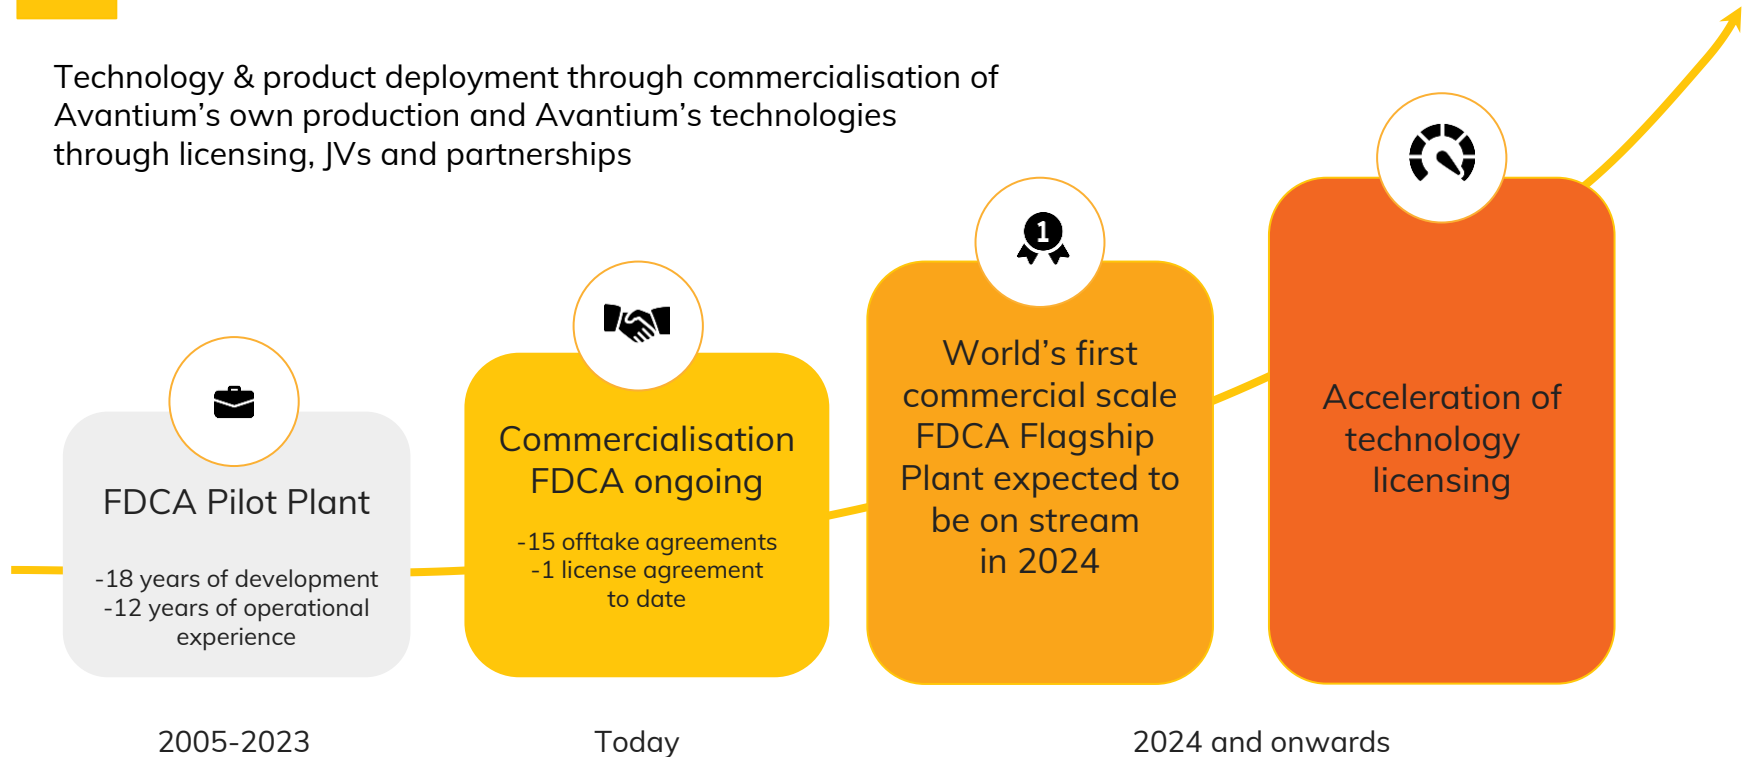 Technology & product deployment through commercialisation of
Avantium’s own production and Avantium’s technologies
through licensing, JVs and partnerships
FDCA Pilot Plant
-18 years of development
-12 years of operational
experience
Commercialisation
FDCA ongoing
-15 offtake agreements
-1 license agreement
to date
1
World’s first
commercial scale
FDCA Flagship
Plant expected to
be on stream
in 2024
Acceleration of
technology
licensing
2005-2023
Today
2024 and onwards